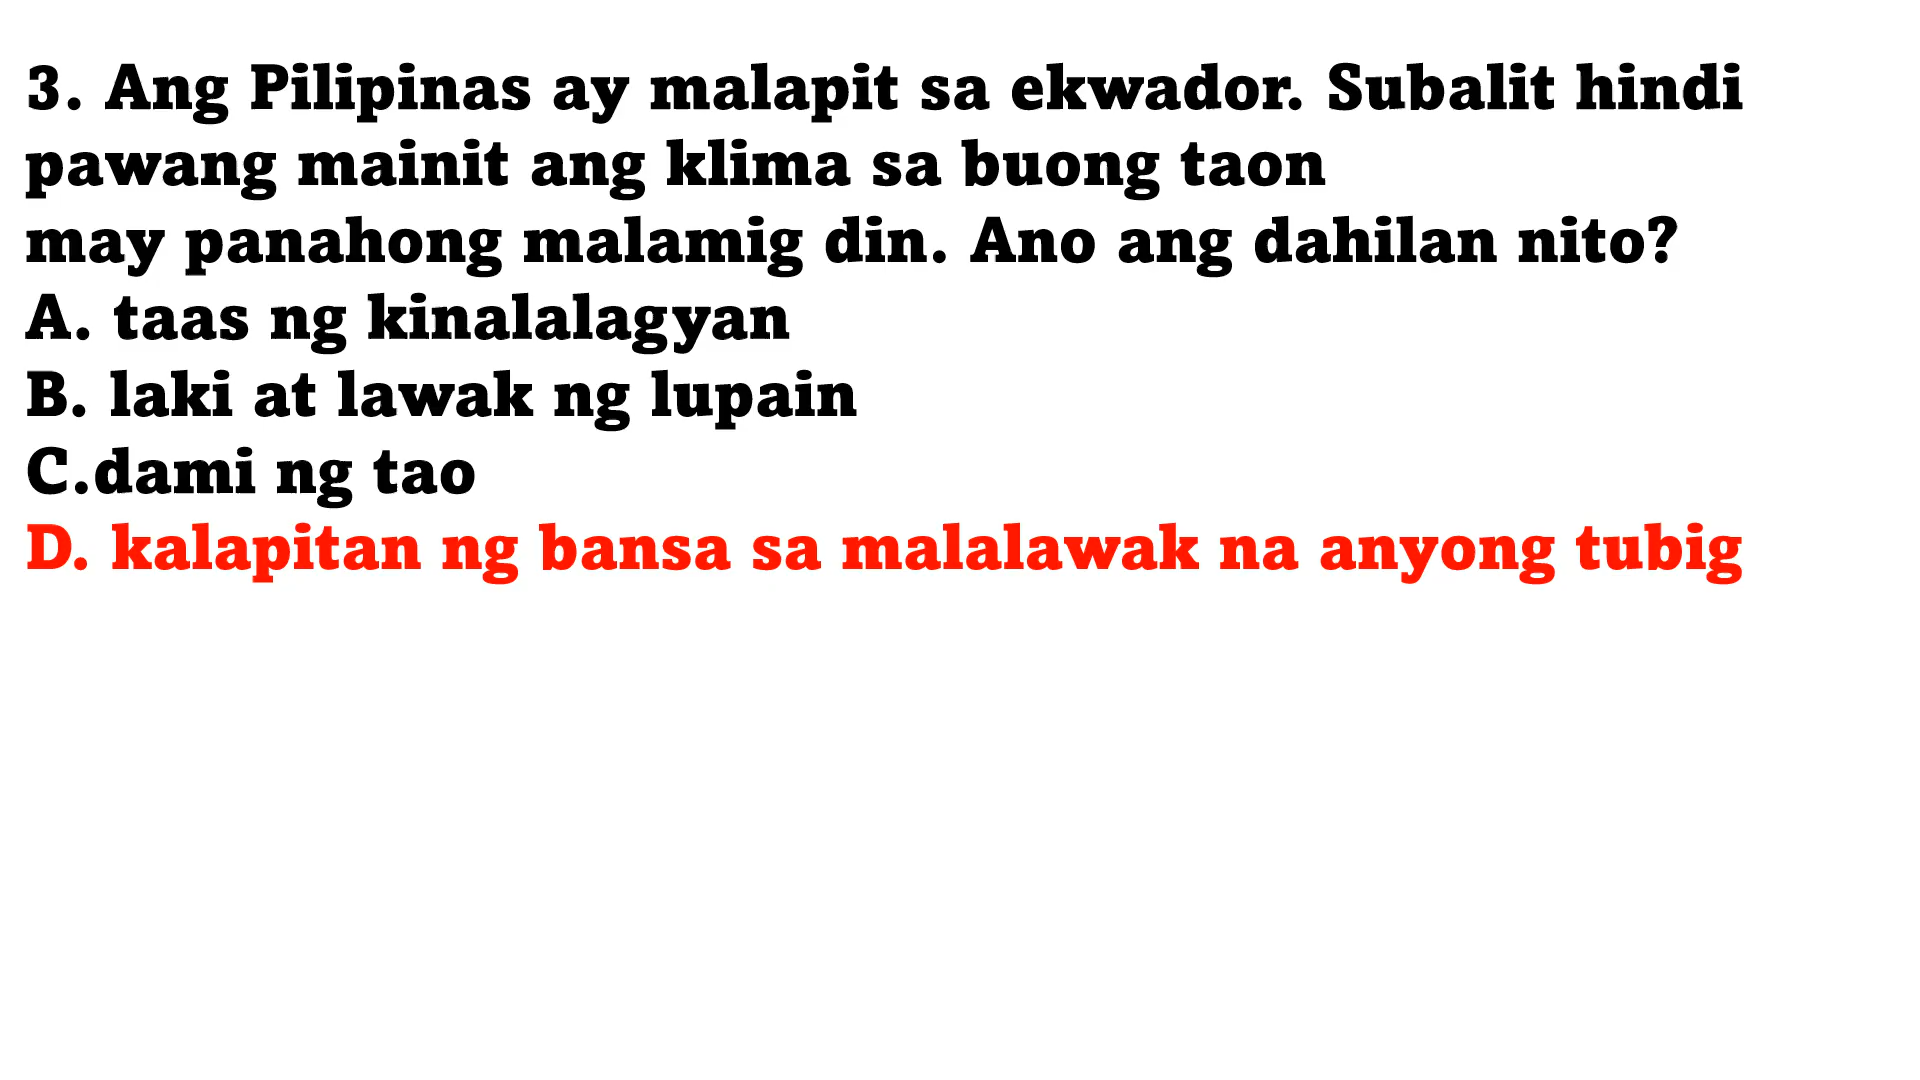 3. Ang Pilipinas ay malapit sa ekwador. Subalit hindi
pawang mainit ang klima sa buong taon
may panahong malamig din. Ano ang dahilan nito?
A. taas ng kinalalagyan
B. laki at lawak ng lupain
C.dami ng tao
D. kalapitan ng bansa sa malalawak na anyong tubig